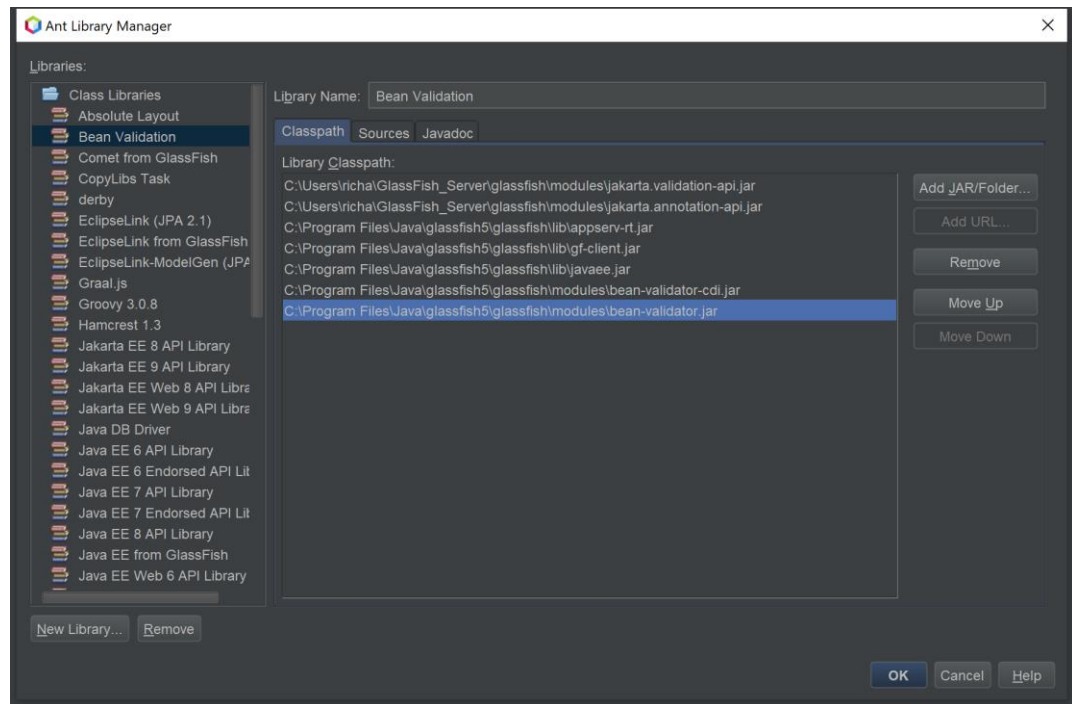 Ant Library Manager
Libraries:
Class Libraries
Absolute Layout
Bean Validation
Comet from GlassFish
CopyLibs Task
derby
EclipseLink (JPA 2.1)
EclipseLink from GlassFish
EclipseLink-ModelGen (JPA
Graal.js
Groovy 3.0.8
Hamcrest 1.3
Jakarta EE 8 API Library
Jakarta EE 9 API Library
Jakarta EE Web 8 API Libra
Jakarta EE Web 9 API Libra
Java DB Driver
Java EE 6 API Library
Java EE 6 Endorsed API Lib
Java EE 7 API Library
Java EE 7 Endorsed API Lib
Java EE 8 API Library
Java EE from GlassFish
Java EE Web 6 API Library
New Library... Remove
Library Name: Bean Validation
Classpath Sources Javadoc
Library Classpath:
C:\Users\richa\GlassFish_Server\glassfish\modules\jakarta.validation-api.jar
C:\Users\richa\GlassFish_Server\glassfish\modules\jakarta.annotation-api.jar
C:\Program Files\Java\glassfish5\glassfish\lib\appserv-rt.jar
C:\Program Files\Java\glassfish5\glassfish\lib\gf-client.jar
C:\Program Files\Java\glassfish5\glassfish\lib\javaee.jar
C:\Program Files\Java\glassfish5\glassfish\modules\bean-validator-cdi.jar
C:\Program Files\Java\glassfish5\glassfish\modules\bean-validator.jar
Add JAR/Folder...
Add URL...
Remove
Move Up
Move Down
OK Cancel Help